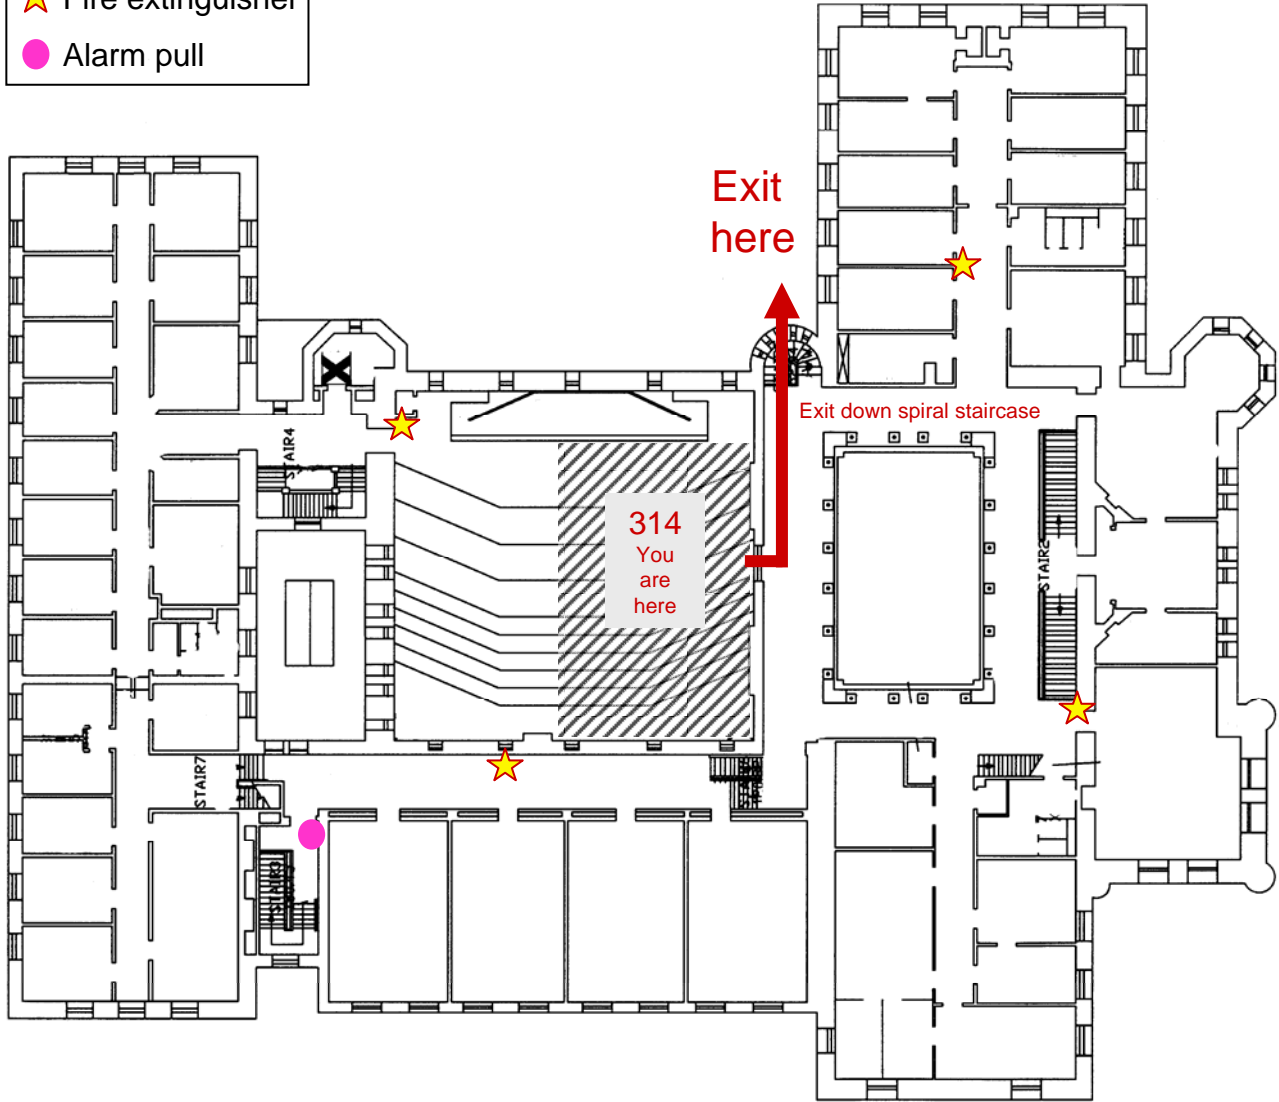 Fire extinguisher
Alarm pull
Exit
here
Exit down spiral staircase
STAIR4
314
You
are
here
STAIR2
STAIR7
STAIR3